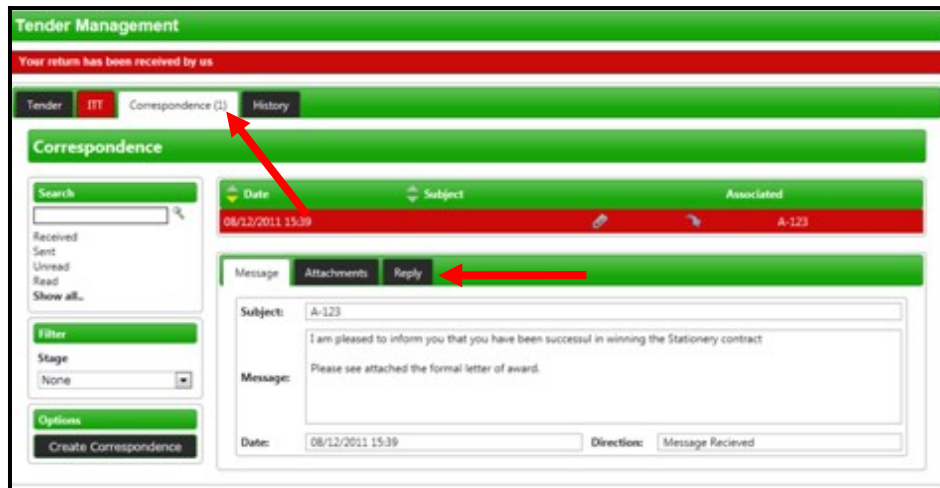 Tender Management
Your return has been received by us
Tender ITT Correspondence (1) History
Correspondence
Search
Received
Sent
Unread
Read
Show all..
Filter
Stage
None
Options
Create Correspondence
Date Subject Associated
08/12/2011 15:39 A-123
Message Attachments Reply
Subject: A-123
Message: I am pleased to inform you that you have been successul in winning the Stationery contract
Please see attached the formal letter of award.
Date: 08/12/2011 15:39 Direction: Message Recieved